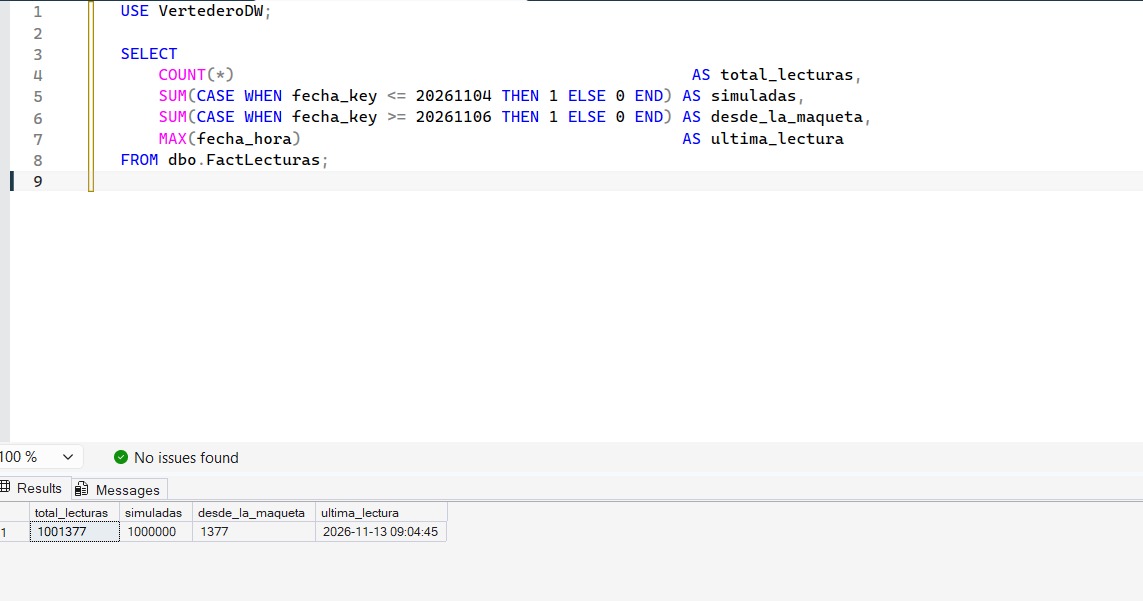 1 USE VertederoDW;
2
3 SELECT
4 COUNT(*) AS total_lecturas,
5 SUM(CASE WHEN fecha_key <= 20261104 THEN 1 ELSE 0 END) AS simuladas,
6 SUM(CASE WHEN fecha_key >= 20261106 THEN 1 ELSE 0 END) AS desde_la_maqueta,
7 MAX(fecha_hora) AS ultima_lectura
8 FROM dbo.FactLecturas;
9
100 % No issues found
Results Messages
total_lecturas simuladas desde_la_maqueta ultima_lectura
1 1001377 1000000 1377 2026-11-13 09:04:45